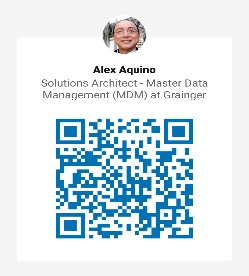 Alex Aquino
Solutions Architect - Master Data
Management (MDM) at Grainger